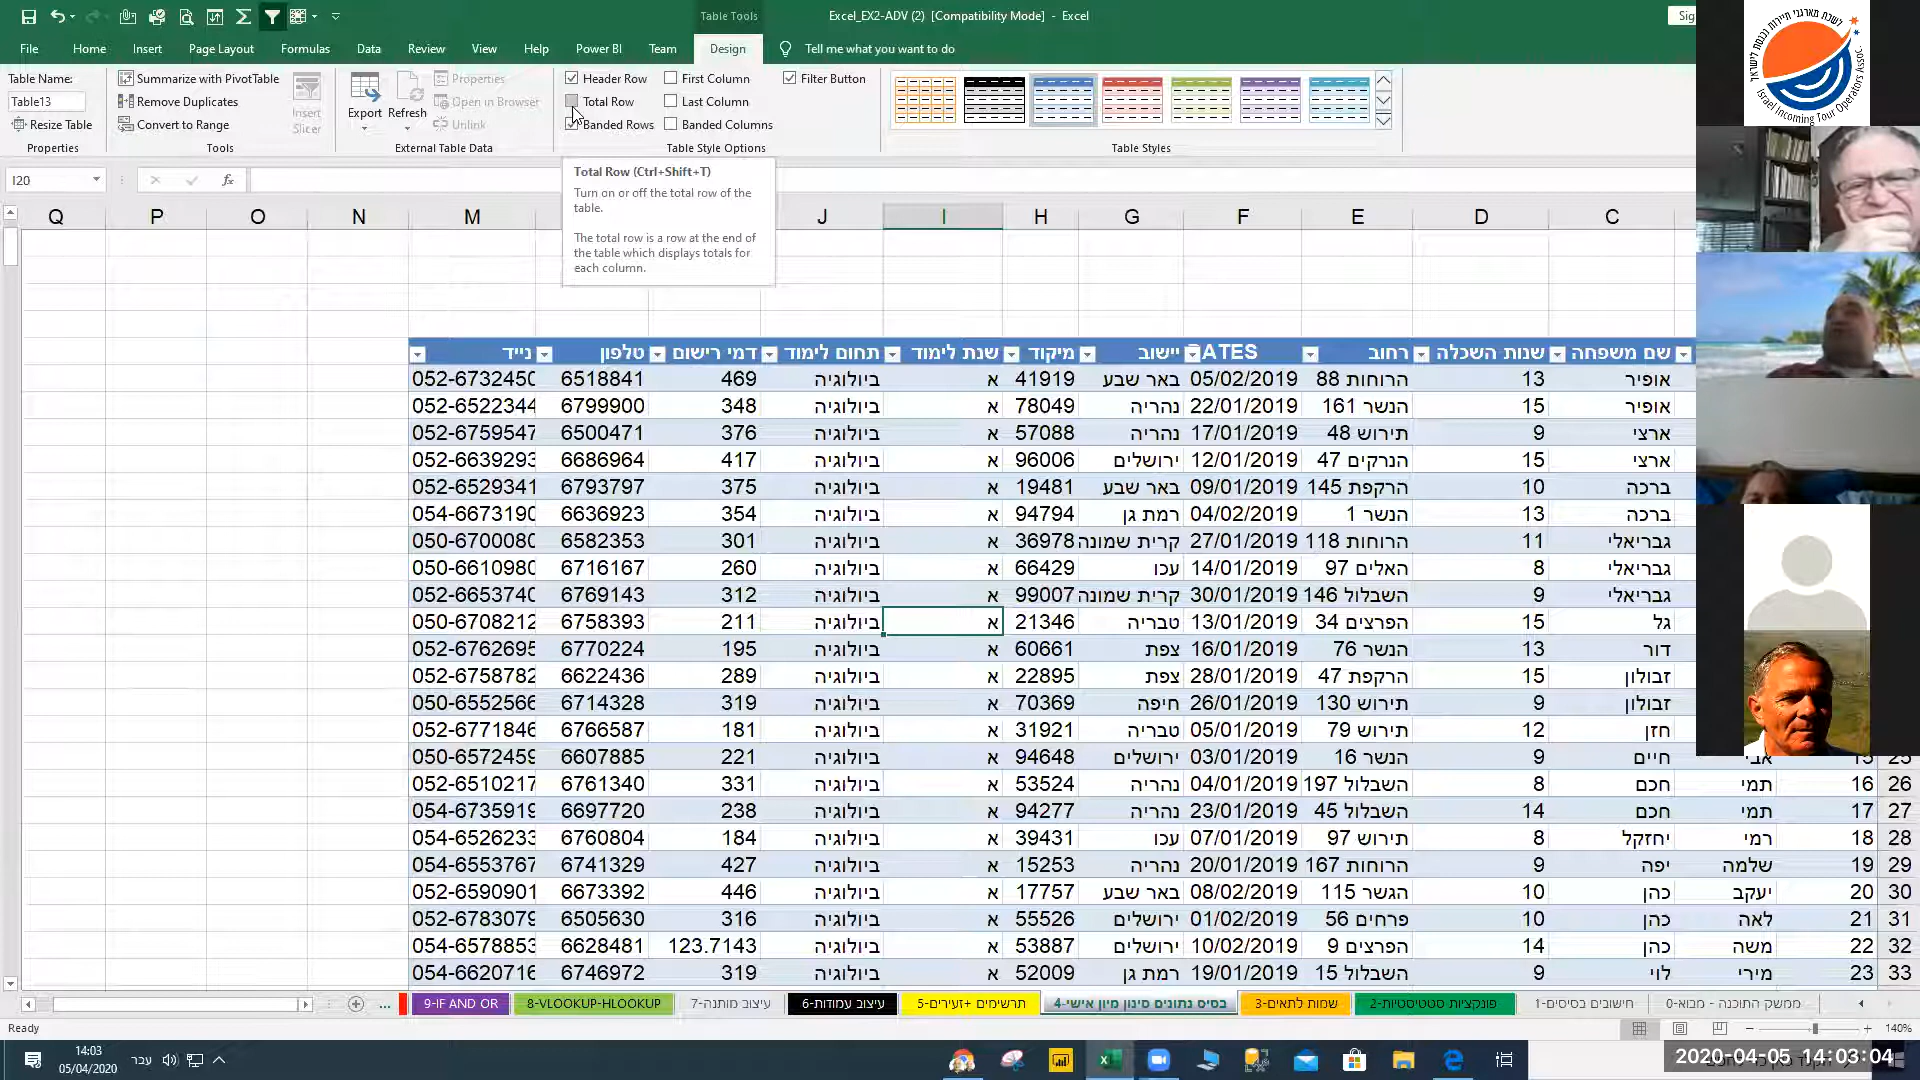 Table Tools
Excel_EX2-ADV (2) [Compatibility Mode] - Excel
Sig
File Home Insert Page Layout Formulas Data Review View Help Power BI Team Design Tell me what you want to do
Table Name: Summarize with PivotTable Properties Header Row First Column Filter Button
Table13 Remove Duplicates Insert Slicer Export Refresh Open in Browser Total Row Last Column
Resize Table Convert to Range Unlink Banded Rows Banded Columns
Properties Tools External Table Data Table Style Options Table Styles
לשכת מארגני תיירות נכנסת לישראל
Israel Incoming Tour Operators Assoc.
I20 fx
Total Row (Ctrl+Shift+T)
Turn on or off the total row of the
table.
The total row is a row at the end of
the table which displays totals for
each column.
Q P O N M J I H G F E D C
שם משפחה שנות השכלה רחוב DATES יישוב מיקוד שנת לימוד תחום לימוד דמי רישום טלפון נייד
אופיר 13 הרוחות 88 05/02/2019 באר שבע 41919 א ביולוגיה 469 6518841 052-6732450
אופיר 15 הנשר 161 22/01/2019 נהריה 78049 א ביולוגיה 348 6799900 052-6522344
ארצי 9 תירוש 48 17/01/2019 נהריה 57088 א ביולוגיה 376 6500471 052-6759547
ארצי 15 הנרקים 47 12/01/2019 ירושלים 96006 א ביולוגיה 417 6686964 052-6639293
ברכה 10 הרקפת 145 09/01/2019 באר שבע 19481 א ביולוגיה 375 6793797 052-6529341
ברכה 13 הנשר 1 04/02/2019 רמת גן 94794 א ביולוגיה 354 6636923 054-6673190
גבריאלי 11 הרוחות 118 27/01/2019 קרית שמונה 36978 א ביולוגיה 301 6582353 050-6700080
גבריאלי 8 האלים 97 14/01/2019 עכו 66429 א ביולוגיה 260 6716167 050-6610980
גבריאלי 9 השבלול 146 30/01/2019 קרית שמונה 99007 א ביולוגיה 312 6769143 052-6653740
גל 15 הפרצים 34 13/01/2019 טבריה 21346 א ביולוגיה 211 6758393 050-6708212
דור 13 הנשר 76 16/01/2019 צפת 60661 א ביולוגיה 195 6770224 052-6762695
זבולון 15 הרקפת 47 28/01/2019 צפת 22895 א ביולוגיה 289 6622436 052-6758782
זבולון 9 תירוש 130 26/01/2019 חיפה 70369 א ביולוגיה 319 6714328 050-6552566
חזן 12 תירוש 79 05/01/2019 טבריה 31921 א ביולוגיה 181 6766587 052-6771846
25 15 אבי חיים 9 הנשר 16 03/01/2019 ירושלים 94648 א ביולוגיה 221 6607885 050-6572459
26 16 תמי חכם 8 השבלול 197 04/01/2019 נהריה 53524 א ביולוגיה 331 6761340 052-6510217
27 17 תמי חכם 14 השבלול 45 23/01/2019 נהריה 94277 א ביולוגיה 238 6697720 054-6735919
28 18 רמי יחזקל 8 תירוש 97 07/01/2019 עכו 39431 א ביולוגיה 184 6760804 054-6526233
29 19 שלמה יפה 9 הרוחות 167 20/01/2019 נהריה 15253 א ביולוגיה 427 6741329 054-6553767
30 20 יעקב כהן 10 הגשר 115 08/02/2019 באר שבע 17757 א ביולוגיה 446 6673392 052-6590901
31 21 לאה כהן 10 פרחים 56 01/02/2019 ירושלים 55526 א ביולוגיה 316 6505630 052-6783079
32 22 משה כהן 14 הפרצים 9 10/02/2019 ירושלים 53887 א ביולוגיה 123.7143 6628481 054-6578853
33 23 מירי לוי 9 השבלול 15 19/01/2019 רמת גן 52009 א ביולוגיה 319 6746972 054-6620716
ממשק התוכנה - מבוא-0 חישובים בסיסים-1 פונקציות סטטיסטיות-2 שמות לתאים-3 בסיס נתונים סינון מיון אישי-4 תרשימים +זעירים-5 עיצוב עמודות-6 עיצוב מותנה-7 8-VLOOKUP-HLOOKUP 9-IF AND OR ...
Ready 140%
14:03
05/04/2020
עבר
2020-04-05 14:03:04